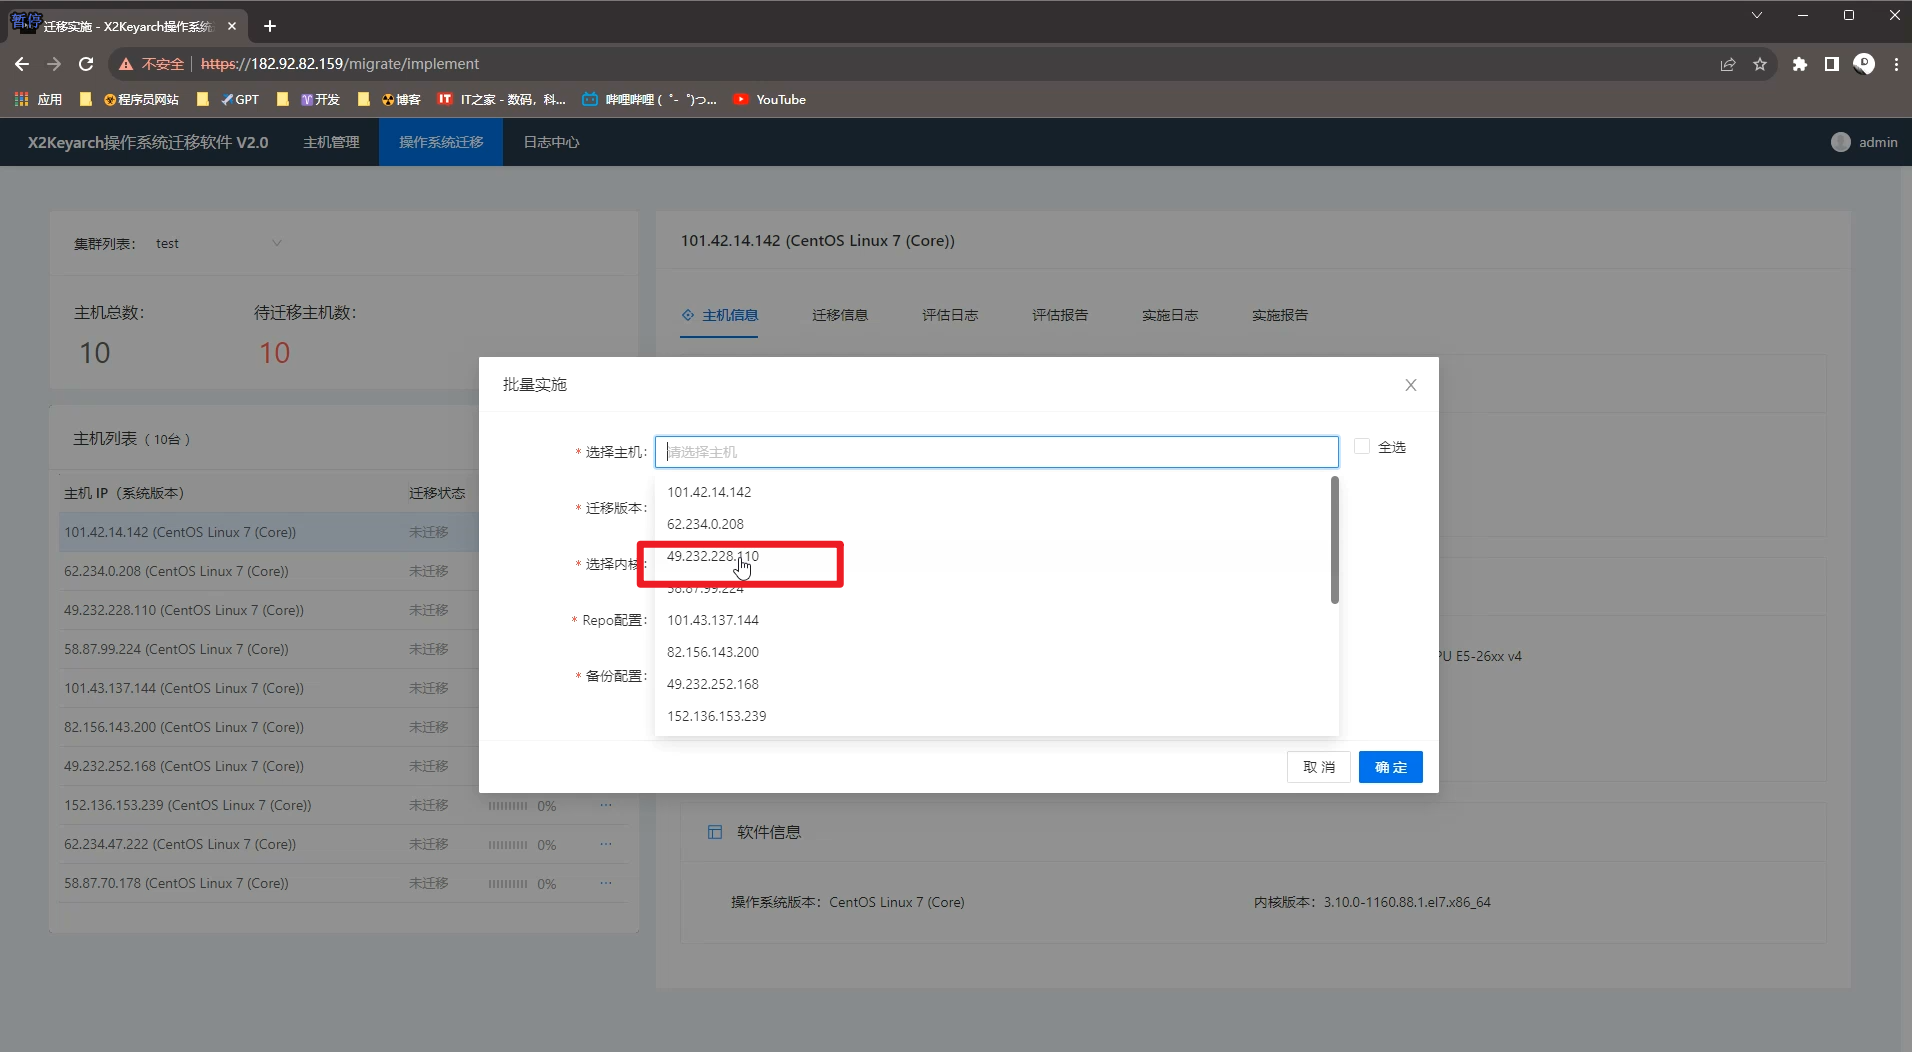 暂停
迁移实施 - X2Keyarch操作系统
不安全 https://182.92.82.159/migrate/implement
应用 程序员网站 GPT 开发 博客 IT IT之家 - 数码，科... 哔哩哔哩 ( ゜- ゜)つ... YouTube
X2Keyarch操作系统迁移软件 V2.0 主机管理 操作系统迁移 日志中心 admin
集群列表： test
主机总数： 待迁移主机数：
10 10
主机列表（ 10台 ）
主机 IP（系统版本） 迁移状态
101.42.14.142 (CentOS Linux 7 (Core)) 未迁移
62.234.0.208 (CentOS Linux 7 (Core)) 未迁移
49.232.228.110 (CentOS Linux 7 (Core)) 未迁移
58.87.99.224 (CentOS Linux 7 (Core)) 未迁移
101.43.137.144 (CentOS Linux 7 (Core)) 未迁移
82.156.143.200 (CentOS Linux 7 (Core)) 未迁移
49.232.252.168 (CentOS Linux 7 (Core)) 未迁移
152.136.153.239 (CentOS Linux 7 (Core)) 未迁移 0% ...
62.234.47.222 (CentOS Linux 7 (Core)) 未迁移 0% ...
58.87.70.178 (CentOS Linux 7 (Core)) 未迁移 0% ...
101.42.14.142 (CentOS Linux 7 (Core))
主机信息 迁移信息 评估日志 评估报告 实施日志 实施报告
批量实施
* 选择主机： 请选择主机 全选
* 迁移版本：
* 选择内核：
* Repo配置：
* 备份配置：
101.42.14.142
62.234.0.208
49.232.228.110
58.87.99.224
101.43.137.144
82.156.143.200
49.232.252.168
152.136.153.239
取 消 确 定
PU E5-26xx v4
软件信息
操作系统版本：CentOS Linux 7 (Core) 内核版本：3.10.0-1160.88.1.el7.x86_64